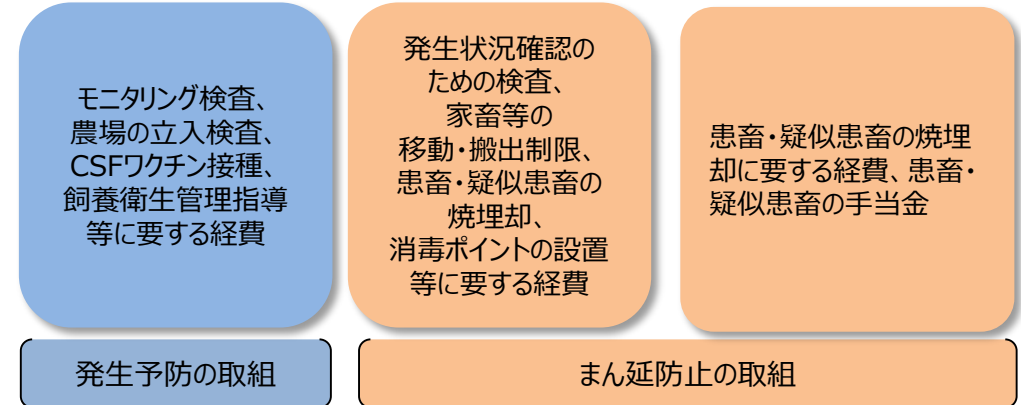 モニタリング検査、
農場の立入検査、
CSFワクチン接種、
飼養衛生管理指導
等に要する経費
発生状況確認の
ための検査、
家畜等の
移動・搬出制限、
患畜・疑似患畜の
焼埋却、
消毒ポイントの設置
等に要する経費
患畜・疑似患畜の焼埋
却に要する経費、患畜・
疑似患畜の手当金
発生予防の取組
まん延防止の取組